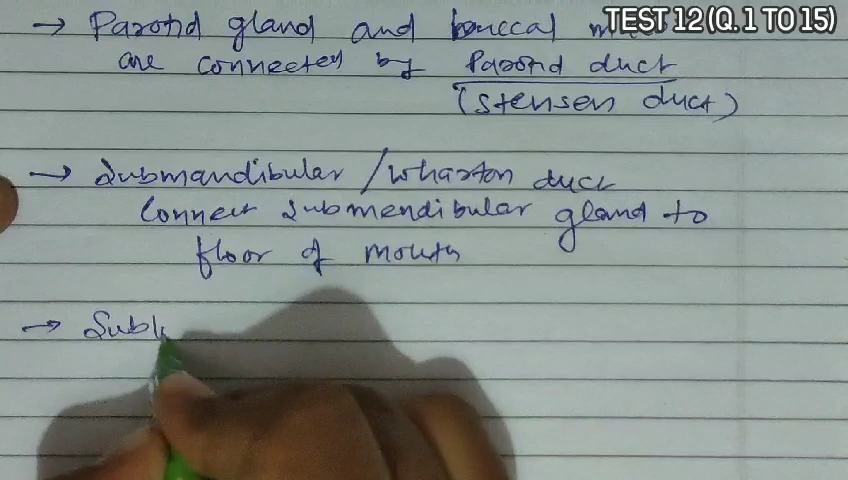 TEST 12 (Q. 1 TO 15)
→ Parotid gland and buccal
are connected by Parotid duct
(Stensen duct)
→ Submandibular / Wharton duct
Connect Submendibular gland to
floor of mouth
→ Subl